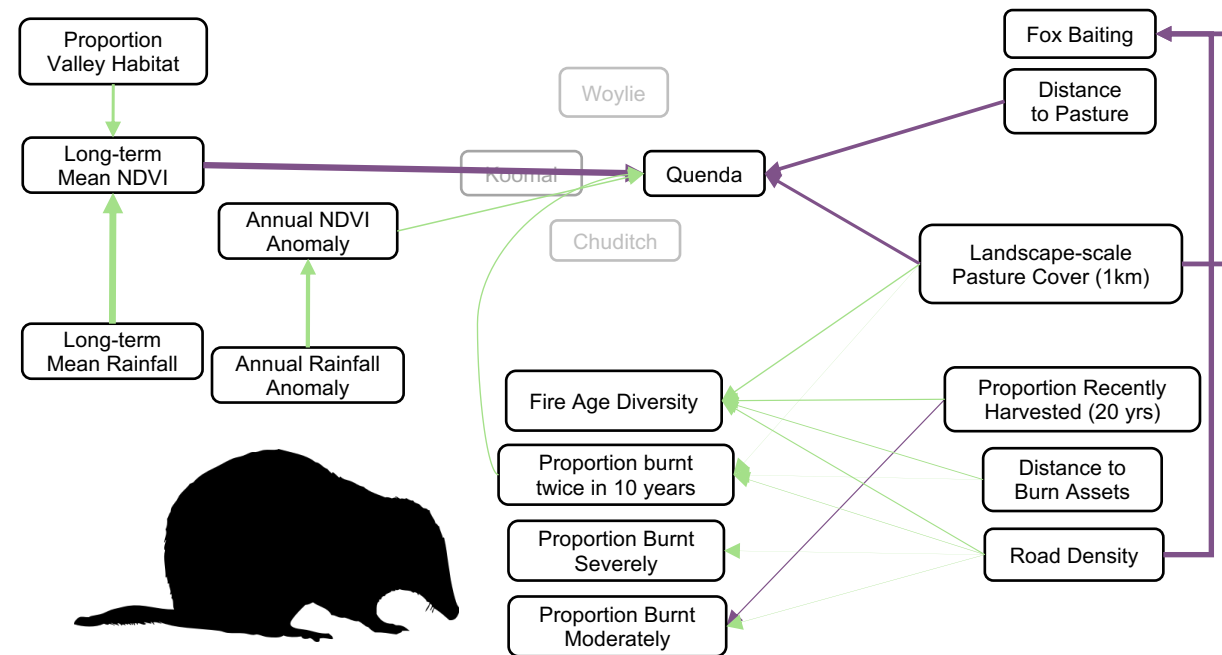 Proportion
Valley Habitat
Fox Baiting
Woylie
Distance
to Pasture
Long-term
Mean NDVI
Koomal
Quenda
Annual NDVI
Anomaly
Chuditch
Landscape-scale
Pasture Cover (1km)
Long-term
Mean Rainfall
Annual Rainfall
Anomaly
Fire Age Diversity
Proportion Recently
Harvested (20 yrs)
Proportion burnt
twice in 10 years
Distance to
Burn Assets
Proportion Burnt
Severely
Road Density
Proportion Burnt
Moderately